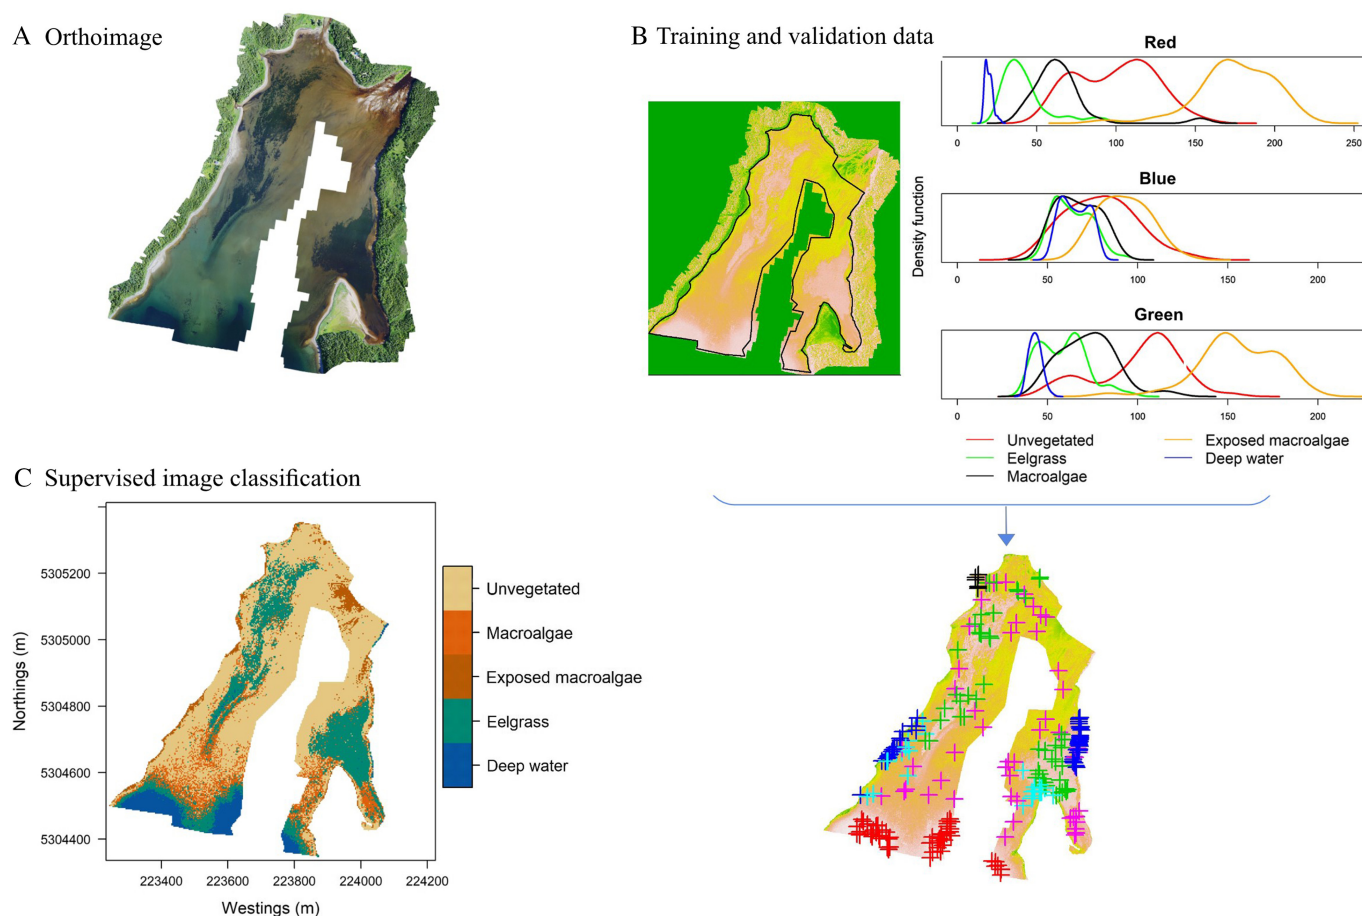 A Orthoimage
B Training and validation data
Red
0 50 100 150 200 250
Blue
50 100 150 200
Density function
Green
0 50 100 150 200
Unvegetated
Eelgrass
Macroalgae
Exposed macroalgae
Deep water
C Supervised image classification
5305200
5305000
5304800
5304600
5304400
Northings (m)
223400 223600 223800 224000 224200
Westings (m)
Unvegetated
Macroalgae
Exposed macroalgae
Eelgrass
Deep water